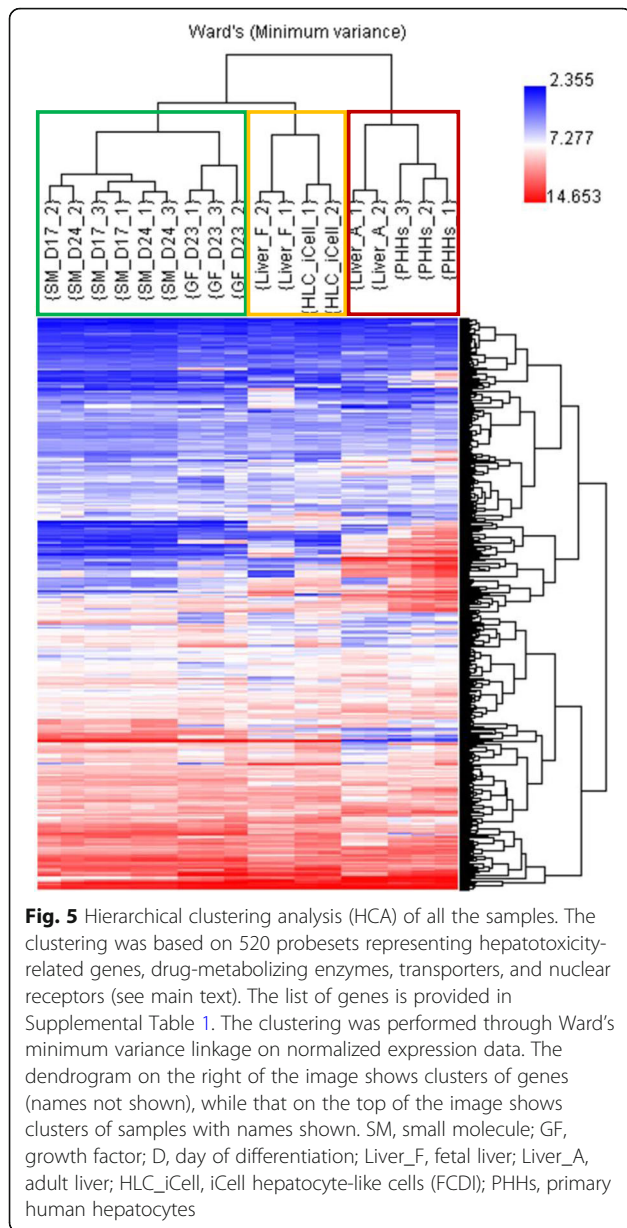 Ward's (Minimum variance)
2.355
7.277
14.653
{SM_D17_2}
{SM_D24_2}
{SM_D17_3}
{SM_D17_1}
{SM_D24_1}
{SM_D24_3}
{GF_D23_1}
{GF_D23_3}
{GF_D23_2}
{Liver_F_2}
{Liver_F_1}
{HLC_iCell_1}
{HLC_iCell_2}
{Liver_A_1}
{Liver_A_2}
{PHHs_3}
{PHHs_2}
{PHHs_1}
Fig. 5 Hierarchical clustering analysis (HCA) of all the samples. The
clustering was based on 520 probesets representing hepatotoxicity-
related genes, drug-metabolizing enzymes, transporters, and nuclear
receptors (see main text). The list of genes is provided in
Supplemental Table 1. The clustering was performed through Ward's
minimum variance linkage on normalized expression data. The
dendrogram on the right of the image shows clusters of genes
(names not shown), while that on the top of the image shows
clusters of samples with names shown. SM, small molecule; GF,
growth factor; D, day of differentiation; Liver_F, fetal liver; Liver_A,
adult liver; HLC_iCell, iCell hepatocyte-like cells (FCDI); PHHs, primary
human hepatocytes